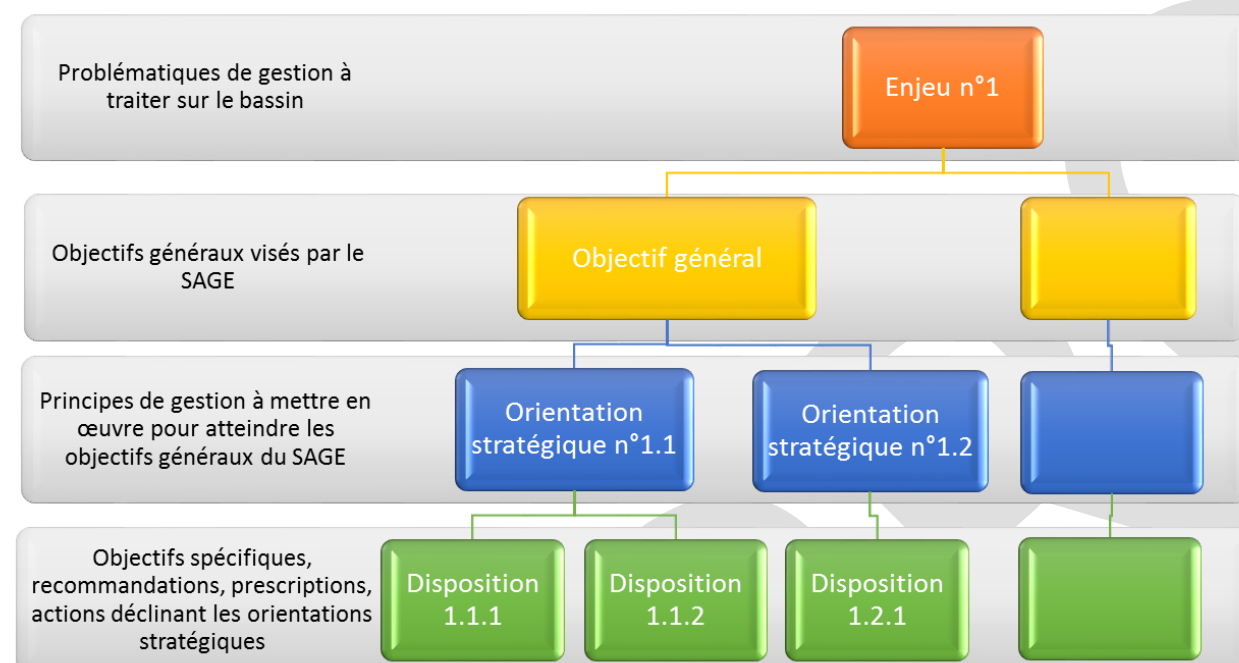 Problématiques de gestion à
traiter sur le bassin
Enjeu n°1
Objectifs généraux visés par le
SAGE
Objectif général
Principes de gestion à mettre en
œuvre pour atteindre les
objectifs généraux du SAGE
Orientation
stratégique n°1.1
Orientation
stratégique n°1.2
Objectifs spécifiques,
recommandations, prescriptions,
actions déclinant les orientations
stratégiques
Disposition
1.1.1
Disposition
1.1.2
Disposition
1.2.1